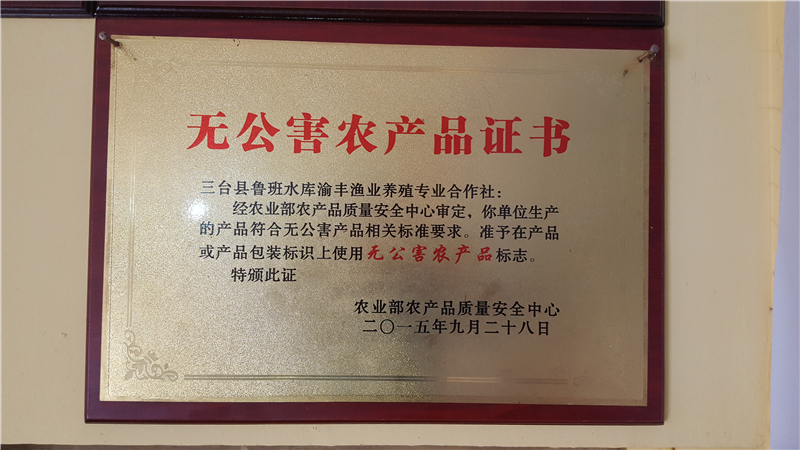 无公害农产品证书
三台县鲁班水库渝丰渔业养殖专业合作社：
经农业部农产品质量安全中心审定，你单位生产
的产品符合无公害产品相关标准要求。准予在产品
或产品包装标识上使用无公害农产品标志。
特颁此证
农业部农产品质量安全中心
二〇一五年九月二十八日